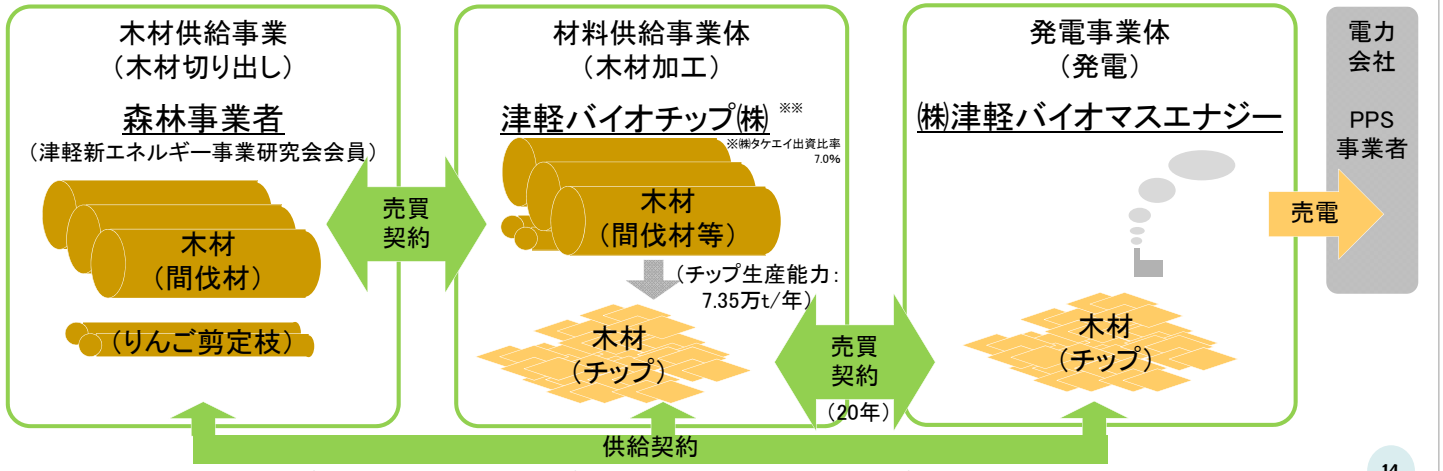 木材供給事業
（木材切り出し）
森林事業者
（津軽新エネルギー事業研究会会員）
木材
（間伐材）
（りんご剪定枝）
売買
契約
材料供給事業体
（木材加工）
津軽バイオチップ㈱ ※※
※㈱タケエイ出資比率
7.0%
木材
（間伐材等）
（チップ生産能力：
7.35万t/年）
木材
（チップ）
売買
契約
（20年）
発電事業体
（発電）
㈱津軽バイオマスエナジー
木材
（チップ）
売電
電力
会社
PPS
事業者
供給契約
14